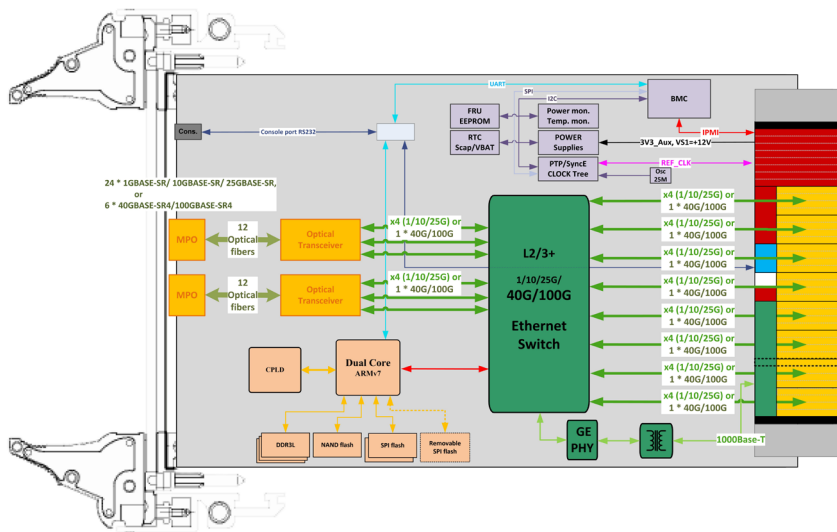 UART
BMC
SPI
I2C
FRU
EEPROM
Power mon.
Temp. mon.
IPMI
Cons.
Console port RS232
RTC
Scap/VBAT
POWER
Supplies
3V3_Aux, VS1=+12V
PTP/SyncE
CLOCK Tree
REF_CLK
Osc
25M
24 * 1GBASE-SR/ 10GBASE-SR/ 25GBASE-SR,
or
6 * 40GBASE-SR4/100GBASE-SR4
x4 (1/10/25G) or
1 * 40G/100G
x4 (1/10/25G) or
1 * 40G/100G
x4 (1/10/25G) or
1 * 40G/100G
MPO
12
Optical
fibers
Optical
Transceiver
L2/3+
1/10/25G/
40G/100G
Ethernet
Switch
x4 (1/10/25G) or
1 * 40G/100G
x4 (1/10/25G) or
1 * 40G/100G
MPO
12
Optical
fibers
Optical
Transceiver
x4 (1/10/25G) or
1 * 40G/100G
x4 (1/10/25G) or
1 * 40G/100G
x4 (1/10/25G) or
1 * 40G/100G
CPLD
Dual Core
ARMv7
x4 (1/10/25G) or
1 * 40G/100G
x4 (1/10/25G) or
1 * 40G/100G
DDR3L
NAND flash
SPI flash
Removable
SPI flash
GE
PHY
1000Base-T